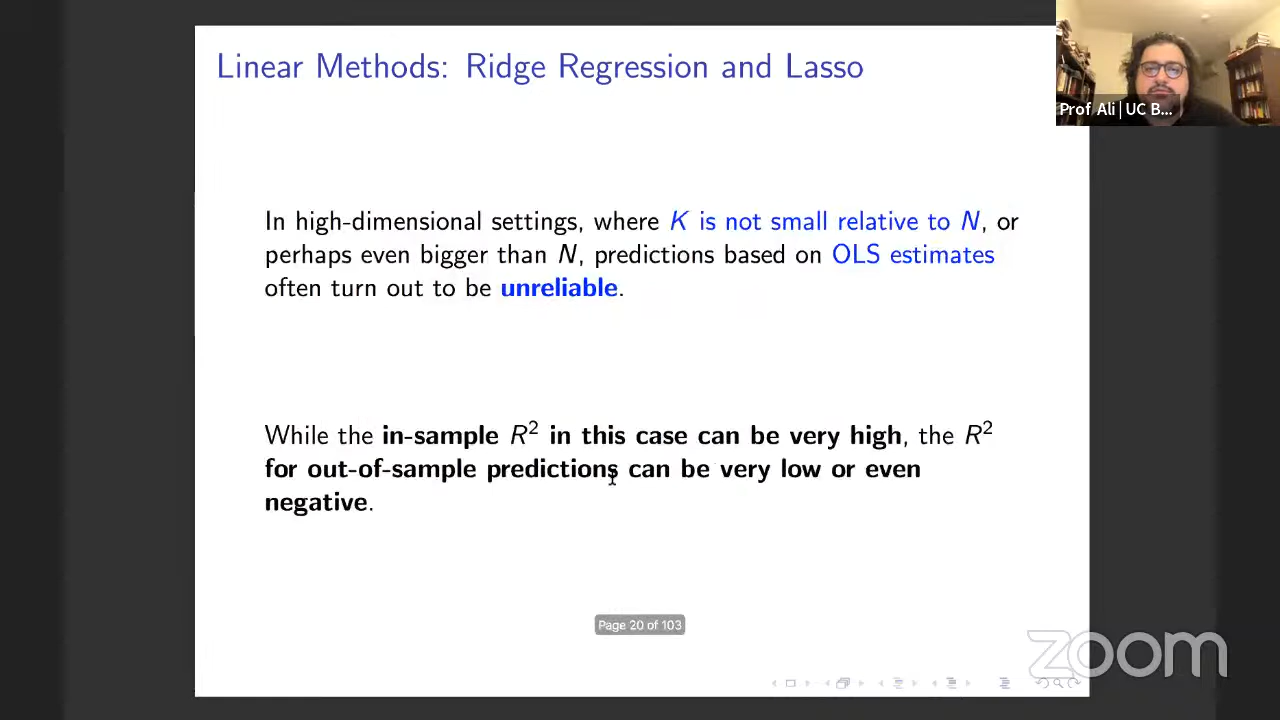 Linear Methods: Ridge Regression and Lasso
Prof Ali | UC B...
In high-dimensional settings, where K is not small relative to N, or
perhaps even bigger than N, predictions based on OLS estimates
often turn out to be unreliable.
While the in-sample R² in this case can be very high, the R²
for out-of-sample predictions can be very low or even
negative.
Page 20 of 103
zoom